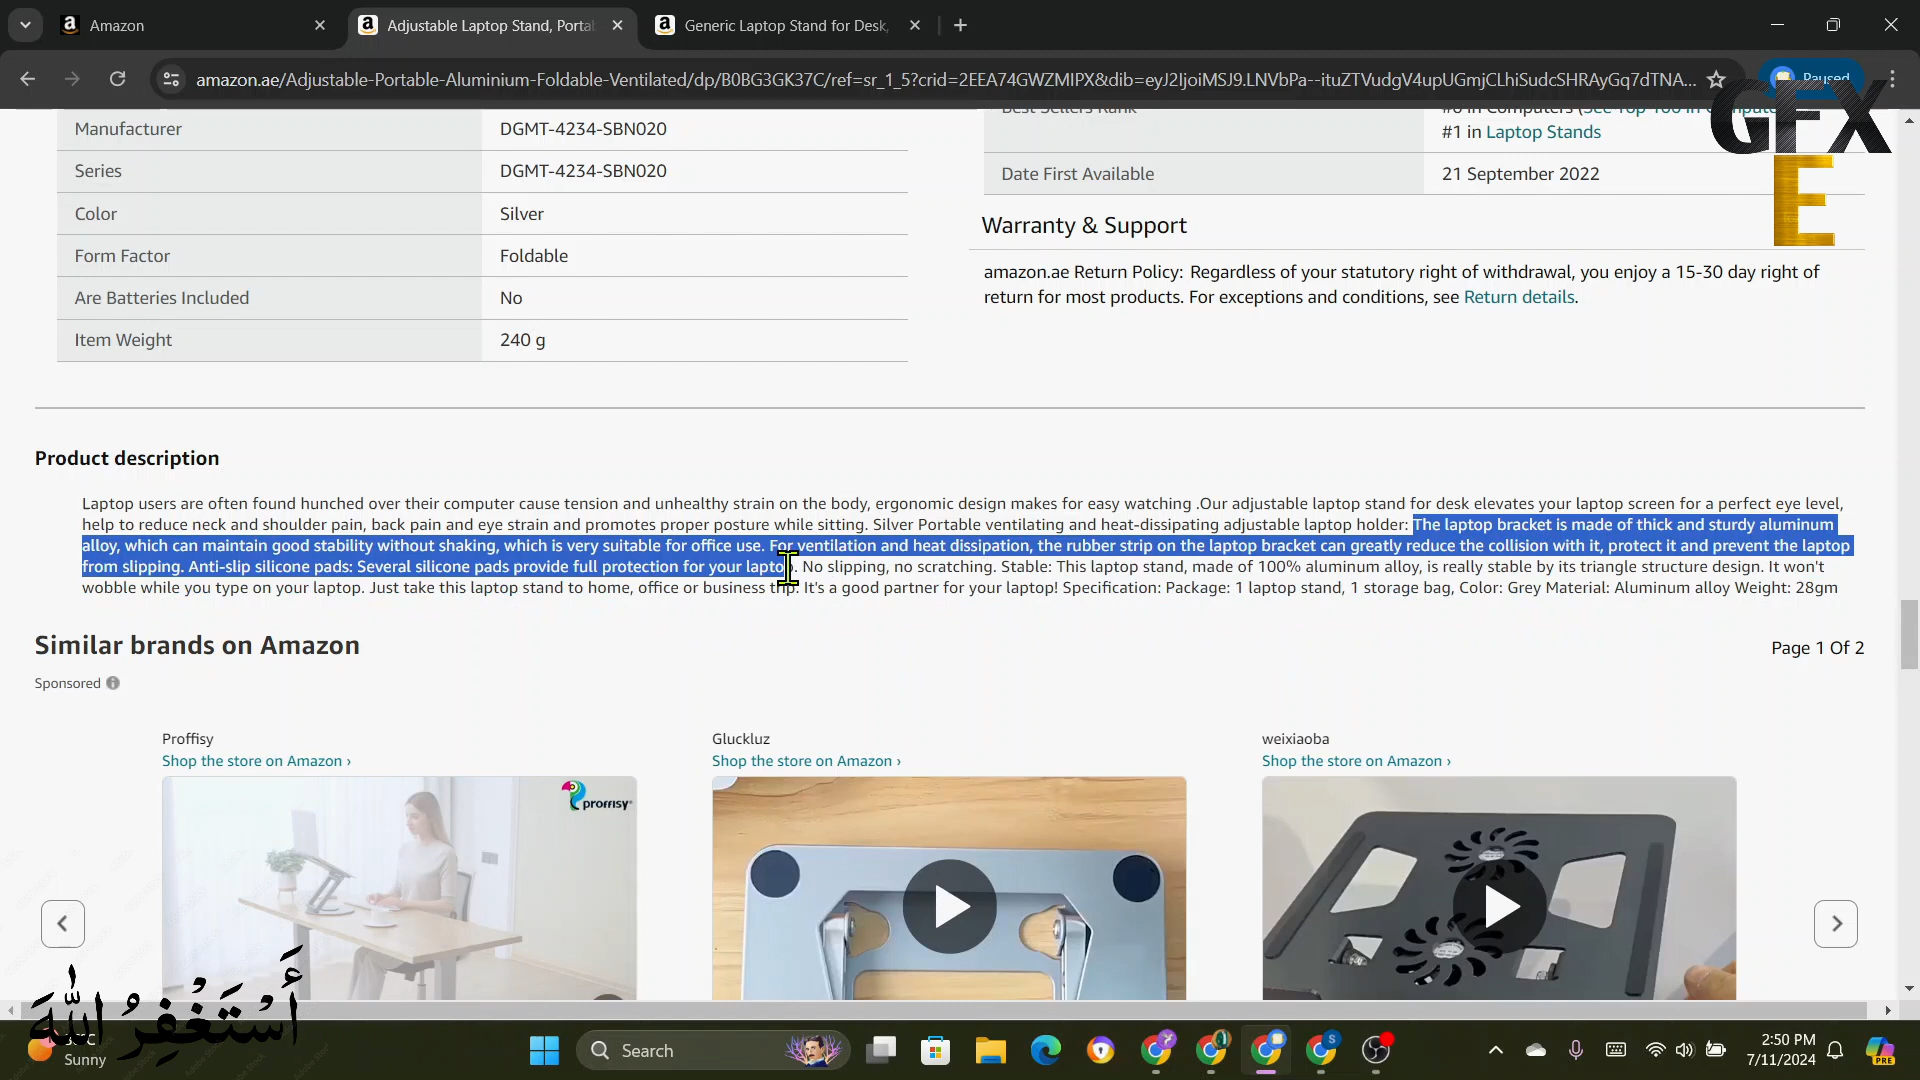 Amazon
Adjustable Laptop Stand, Porta
Generic Laptop Stand for Desk,
amazon.ae/Adjustable-Portable-Aluminium-Foldable-Ventilated/dp/B0BG3GK37C/ref=sr_1_5?crid=2EEA74GWZMIPX&dib=eyJ2IjoiMSJ9.LNVbPa--ituZTVudgV4upUGmjCLhiSudcSHRAyGq7dTNA...
Paused
GFX
E
Manufacturer DGMT-4234-SBN020
Series DGMT-4234-SBN020
Color Silver
Form Factor Foldable
Are Batteries Included No
Item Weight 240 g
Best Sellers Rank
#1 in Laptop Stands
Date First Available 21 September 2022
Warranty & Support
amazon.ae Return Policy: Regardless of your statutory right of withdrawal, you enjoy a 15-30 day right of
return for most products. For exceptions and conditions, see Return details.
Product description
Laptop users are often found hunched over their computer cause tension and unhealthy strain on the body, ergonomic design makes for easy watching .Our adjustable laptop stand for desk elevates your laptop screen for a perfect eye level,
help to reduce neck and shoulder pain, back pain and eye strain and promotes proper posture while sitting. Silver Portable ventilating and heat-dissipating adjustable laptop holder: The laptop bracket is made of thick and sturdy aluminum
alloy, which can maintain good stability without shaking, which is very suitable for office use. For ventilation and heat dissipation, the rubber strip on the laptop bracket can greatly reduce the collision with it, protect it and prevent the laptop
from slipping. Anti-slip silicone pads: Several silicone pads provide full protection for your laptop. No slipping, no scratching. Stable: This laptop stand, made of 100% aluminum alloy, is really stable by its triangle structure design. It won't
wobble while you type on your laptop. Just take this laptop stand to home, office or business trip. It's a good partner for your laptop! Specification: Package: 1 laptop stand, 1 storage bag, Color: Grey Material: Aluminum alloy Weight: 28gm
Similar brands on Amazon
Page 1 Of 2
Sponsored
Proffisy
Shop the store on Amazon ›
Gluckluz
Shop the store on Amazon ›
weixiaoba
Shop the store on Amazon ›
proffisy
أَسْتَغْفِرُ اللهَ
Sunny
Search
2:50 PM
7/11/2024
PRE